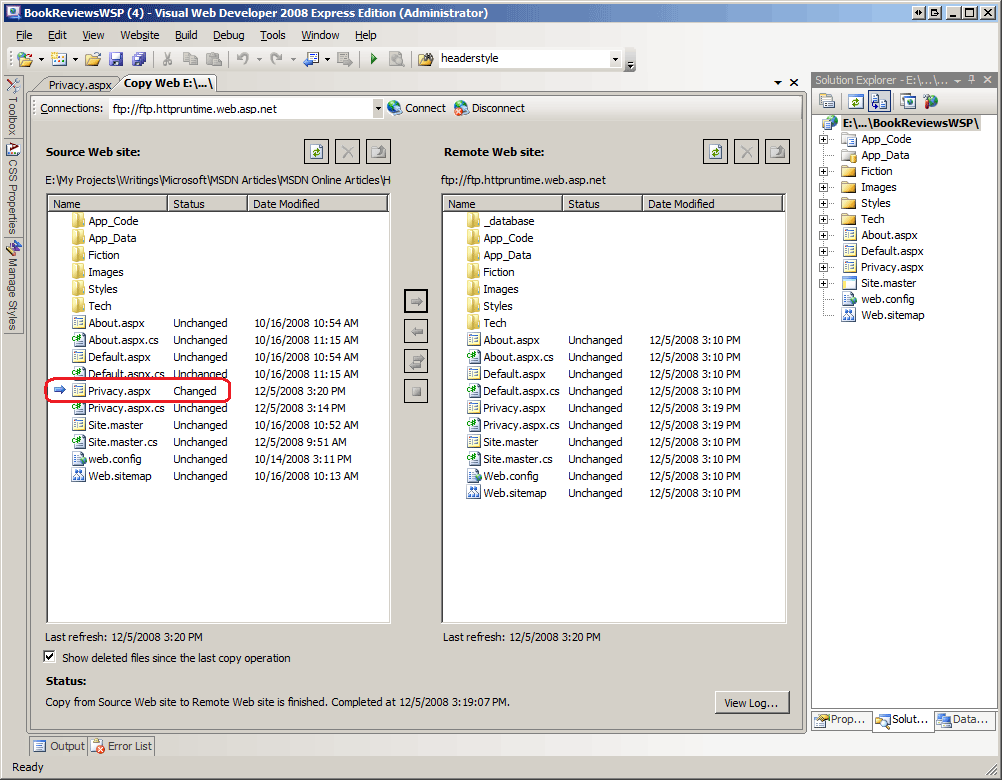 BookReviewsWSP (4) - Visual Web Developer 2008 Express Edition (Administrator)
File Edit View Website Build Debug Tools Window Help
headerstyle
Toolbox
CSS Properties
Manage Styles
Privacy.aspx Copy Web E:\...\
Connections: ftp://ftp.httpruntime.web.asp.net Connect Disconnect
Source Web site:
E:\My Projects\Writings\Microsoft\MSDN Articles\MSDN Online Articles\H
Name Status Date Modified
App_Code
App_Data
Fiction
Images
Styles
Tech
About.aspx Unchanged 10/16/2008 10:54 AM
About.aspx.cs Unchanged 10/16/2008 11:15 AM
Default.aspx Unchanged 10/16/2008 10:54 AM
Default.aspx.cs Unchanged 10/16/2008 11:15 AM
Privacy.aspx Changed 12/5/2008 3:20 PM
Privacy.aspx.cs Unchanged 12/5/2008 3:14 PM
Site.master Unchanged 10/16/2008 10:52 AM
Site.master.cs Unchanged 12/5/2008 9:51 AM
web.config Unchanged 10/14/2008 3:11 PM
Web.sitemap Unchanged 10/16/2008 10:13 AM
Last refresh: 12/5/2008 3:20 PM
Show deleted files since the last copy operation
Status:
Copy from Source Web site to Remote Web site is finished. Completed at 12/5/2008 3:19:07 PM.
View Log...
Remote Web site:
ftp://ftp.httpruntime.web.asp.net
Name Status Date Modified
_database
App_Code
App_Data
Fiction
Images
Styles
Tech
About.aspx Unchanged 12/5/2008 3:10 PM
About.aspx.cs Unchanged 12/5/2008 3:10 PM
Default.aspx Unchanged 12/5/2008 3:10 PM
Default.aspx.cs Unchanged 12/5/2008 3:10 PM
Privacy.aspx Unchanged 12/5/2008 3:19 PM
Privacy.aspx.cs Unchanged 12/5/2008 3:19 PM
Site.master Unchanged 12/5/2008 3:10 PM
Site.master.cs Unchanged 12/5/2008 3:10 PM
Web.config Unchanged 12/5/2008 3:10 PM
Web.sitemap Unchanged 12/5/2008 3:10 PM
Last refresh: 12/5/2008 3:20 PM
Solution Explorer - E:\...\...
E:\...\BookReviewsWSP\
App_Code
App_Data
Fiction
Images
Styles
Tech
About.aspx
Default.aspx
Privacy.aspx
Site.master
web.config
Web.sitemap
Prop... Solut... Data...
Output Error List
Ready